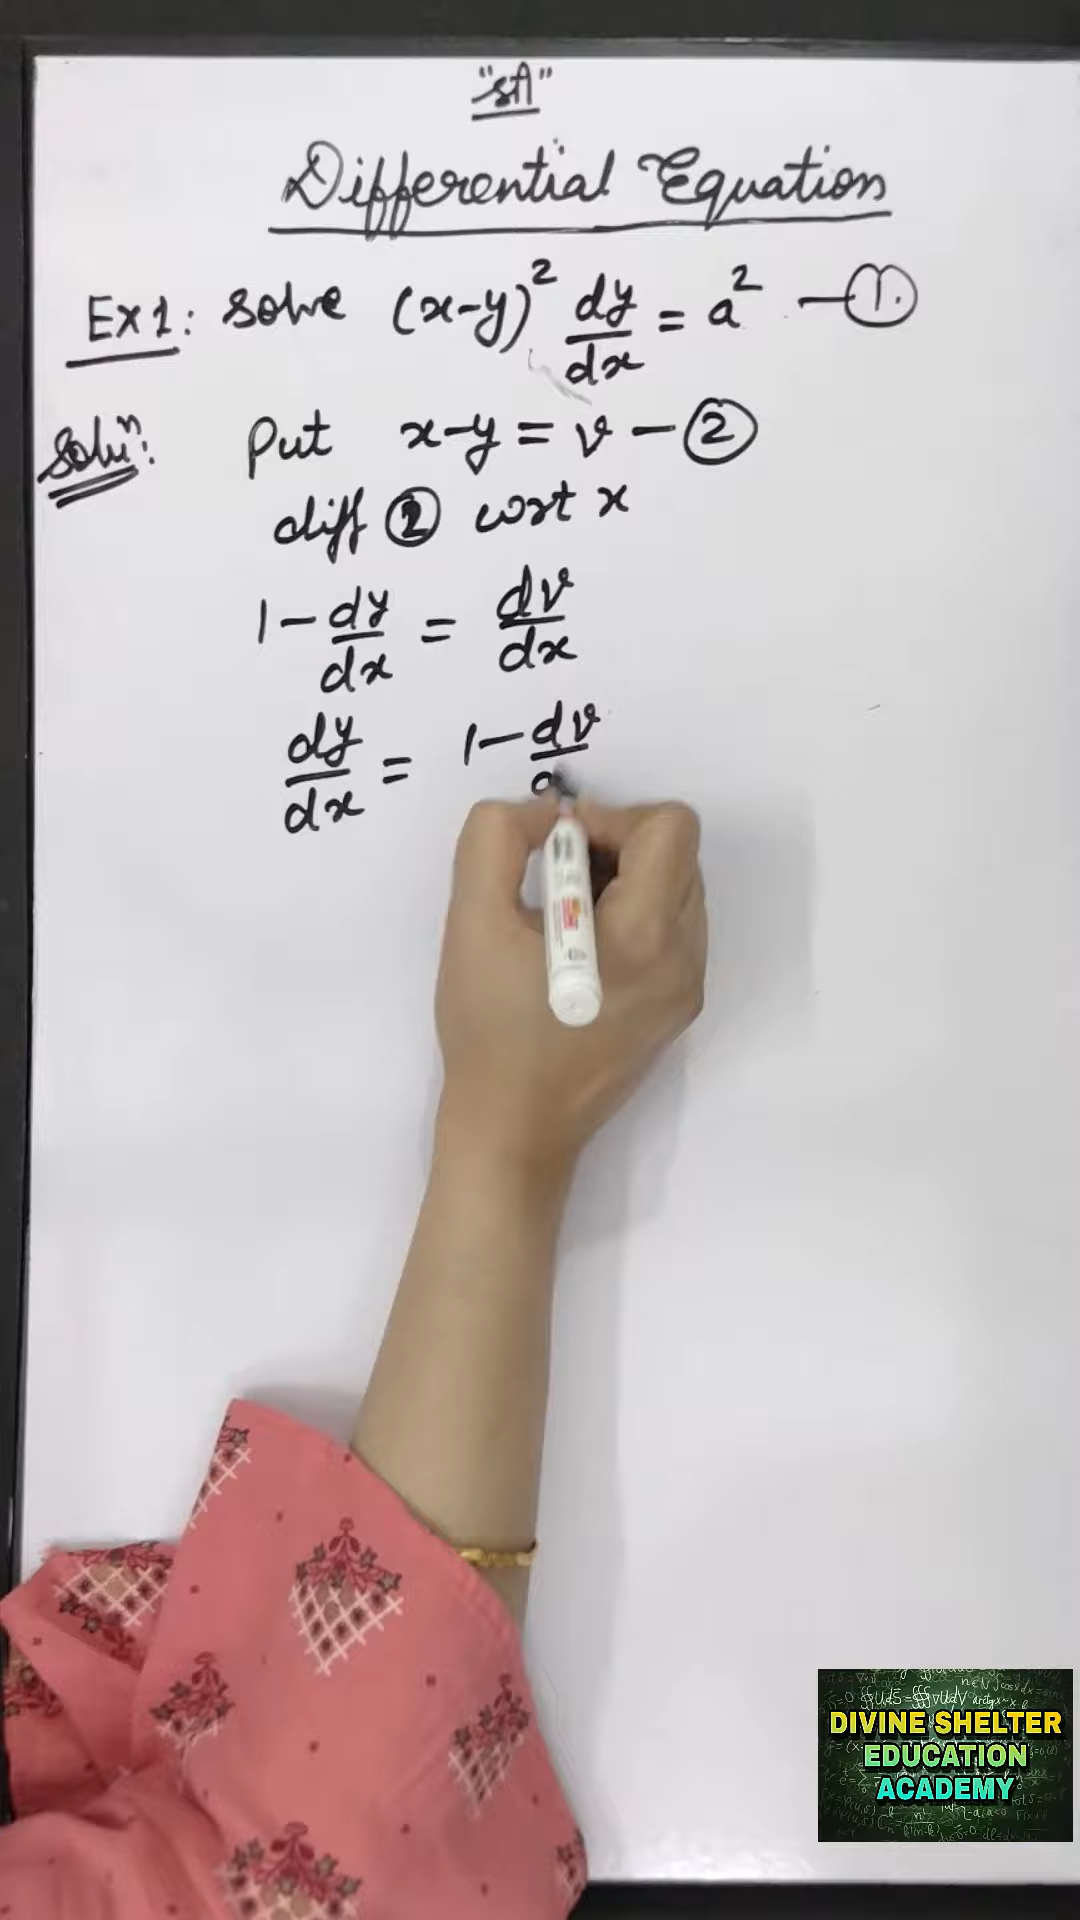 Differential Equation
Ex1: Solve (x-y)² dy/dx = a² — ①.
Soluⁿ: Put x-y = v — ②
diff ② wrt x
1 - dy/dx = dv/dx
dy/dx = 1 - dv/
DIVINE SHELTER
EDUCATION
ACADEMY